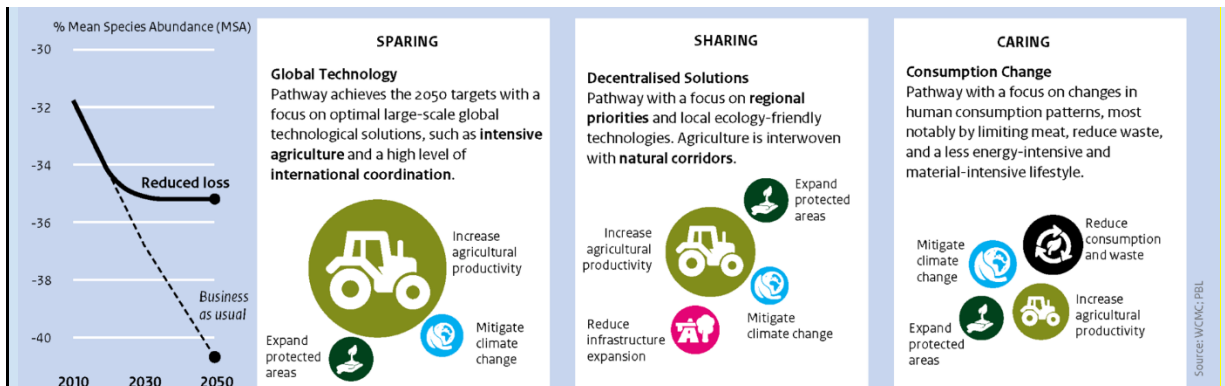 % Mean Species Abundance (MSA)
-30
-32
-34
-36
-38
-40
Reduced loss
Business
as usual
2010 2030 2050
SPARING
Global Technology
Pathway achieves the 2050 targets with a
focus on optimal large-scale global
technological solutions, such as intensive
agriculture and a high level of
international coordination.
Increase
agricultural
productivity
Mitigate
climate
change
Expand
protected
areas
SHARING
Decentralised Solutions
Pathway with a focus on regional
priorities and local ecology-friendly
technologies. Agriculture is interwoven
with natural corridors.
Expand
protected
areas
Increase
agricultural
productivity
Mitigate
climate change
Reduce
infrastructure
expansion
CARING
Consumption Change
Pathway with a focus on changes in
human consumption patterns, most
notably by limiting meat, reduce waste,
and a less energy-intensive and
material-intensive lifestyle.
Reduce
consumption
and waste
Mitigate
climate
change
Increase
agricultural
productivity
Expand
protected
areas
Source: WCMC; PBL